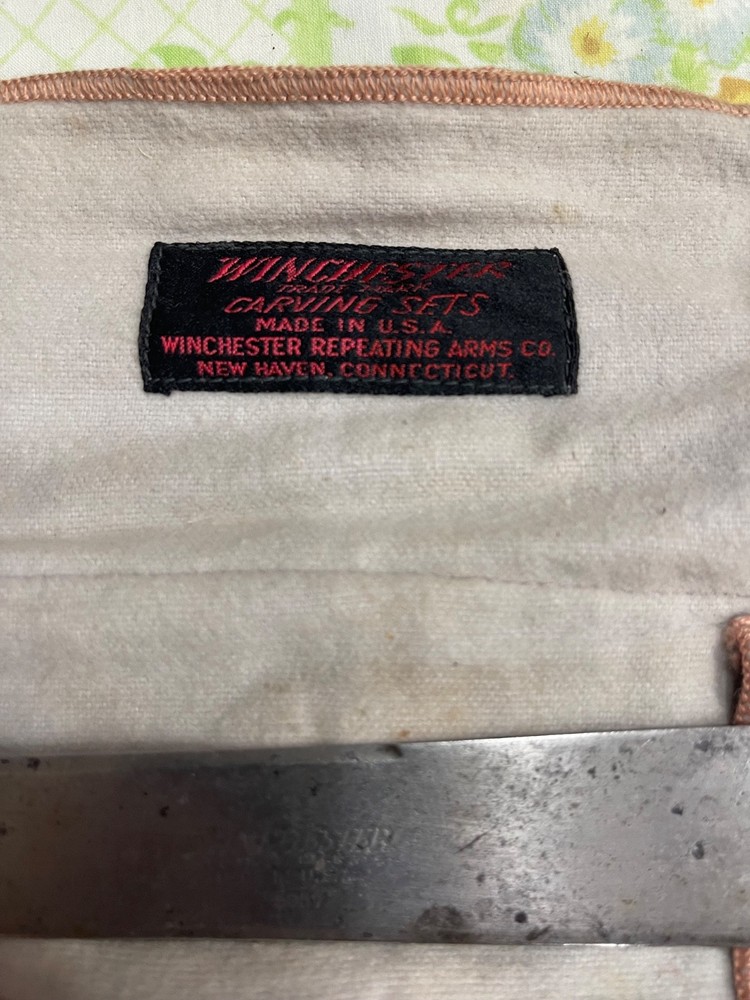 WINCHESTER
TRADE MARK
CARVING SETS
MADE IN U.S.A.
WINCHESTER REPEATING ARMS CO.
NEW HAVEN, CONNECTICUT.